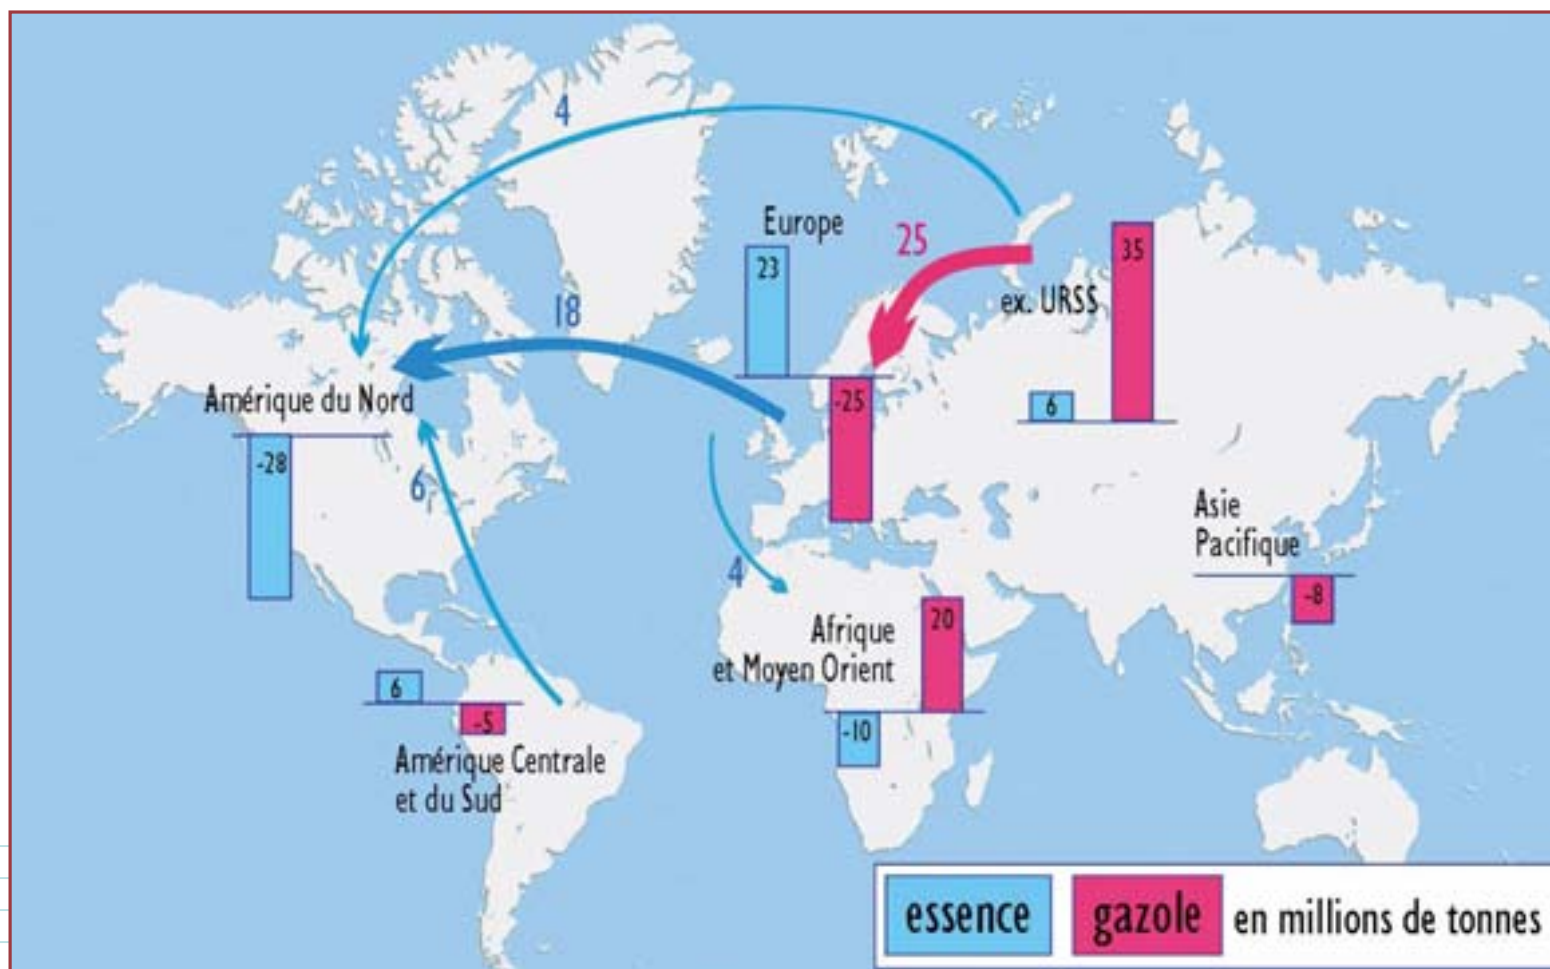 4
Europe
25
23
35
ex. URSS
18
6
-25
Amérique du Nord
-28
6
Asie
Pacifique
-8
4
Afrique
et Moyen Orient
20
-10
6
-5
Amérique Centrale
et du Sud
essence
gazole
en millions de tonnes